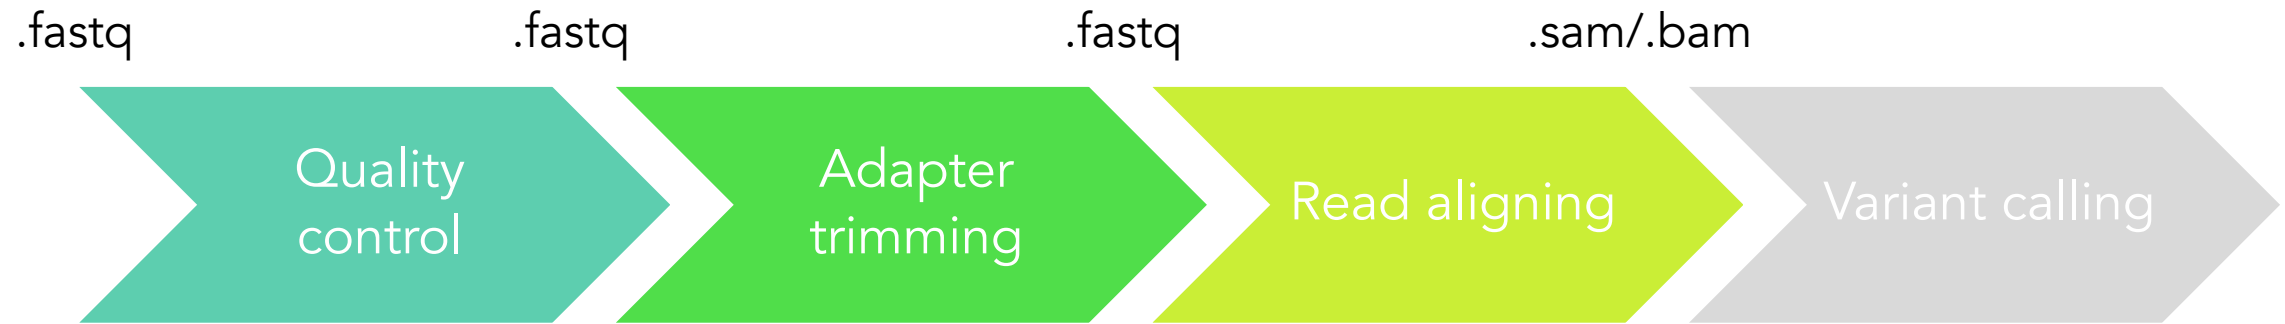 .fastq .fastq .fastq .sam/.bam
Quality
control
Adapter
trimming
Read aligning
Variant calling